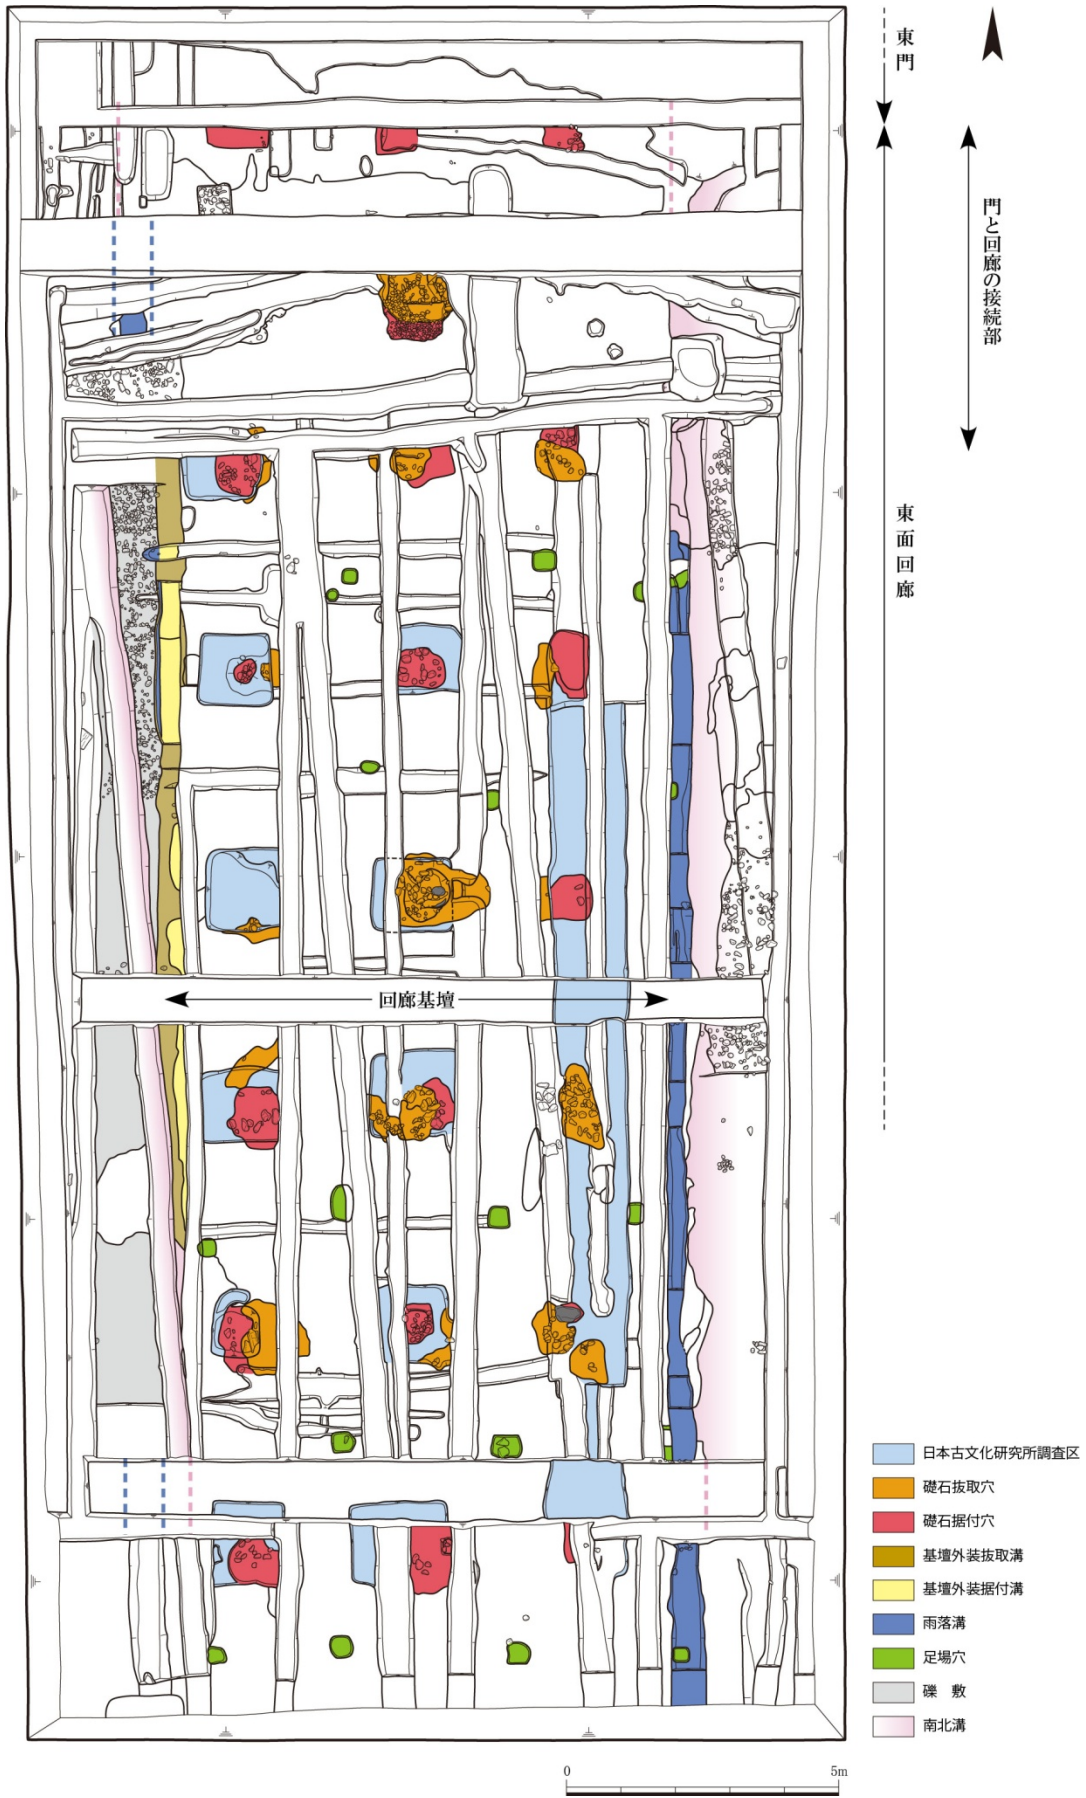 東門
門と回廊の接続部
東面回廊
回廊基壇
日本古文化研究所調査区
礎石抜取穴
礎石据付穴
基壇外装抜取溝
基壇外装据付溝
雨落溝
足場穴
礫 敷
南北溝
0 5m